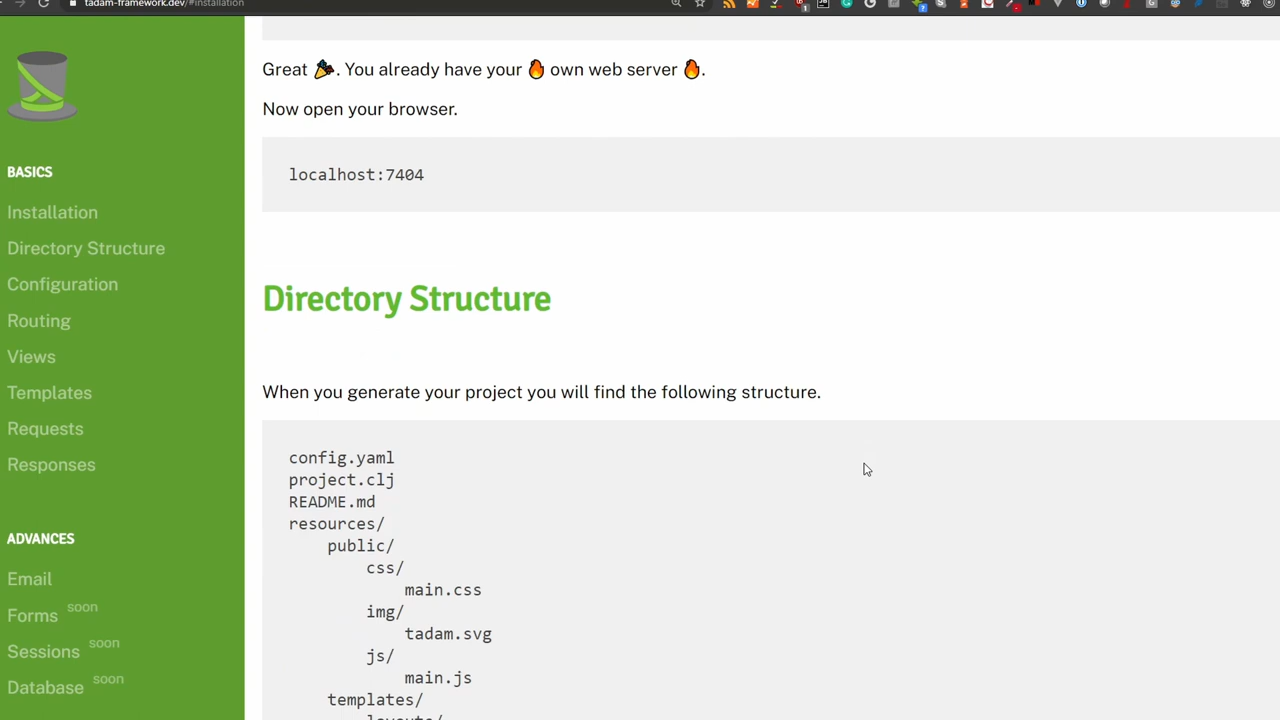 tadam-framework.dev/#installation
Great 🎉. You already have your 🔥 own web server 🔥.
Now open your browser.
localhost:7404
BASICS
Installation
Directory Structure
Configuration
Routing
Views
Templates
Requests
Responses
ADVANCES
Email
Forms soon
Sessions soon
Database soon
Directory Structure
When you generate your project you will find the following structure.
config.yaml
project.clj
README.md
resources/
public/
css/
main.css
img/
tadam.svg
js/
main.js
templates/